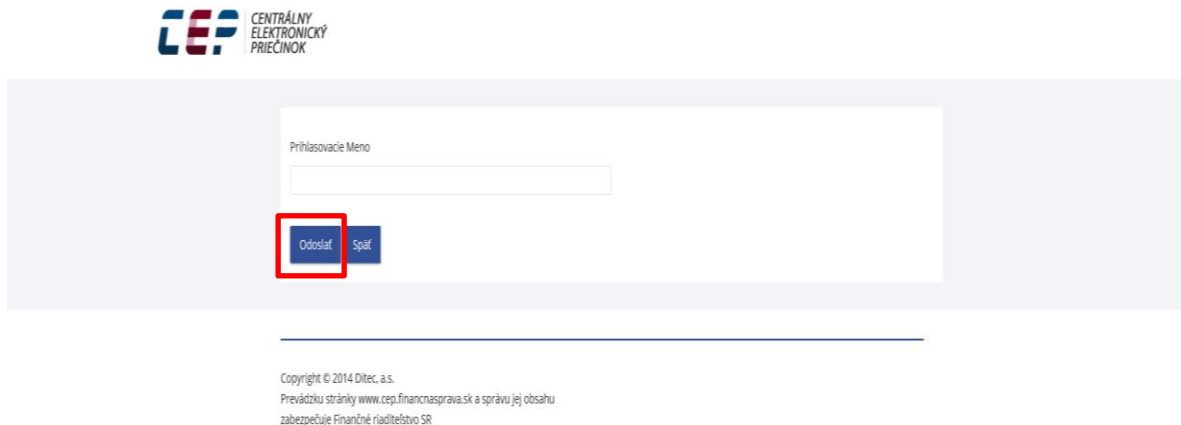 CEP CENTRÁLNY
ELEKTRONICKÝ
PRIEČINOK
Prihlasovacie Meno
Odoslať Späť
Copyright © 2014 Ditec, a.s.
Prevádzku stránky www.cep.financnasprava.sk a správu jej obsahu
zabezpečuje Finančné riaditeľstvo SR